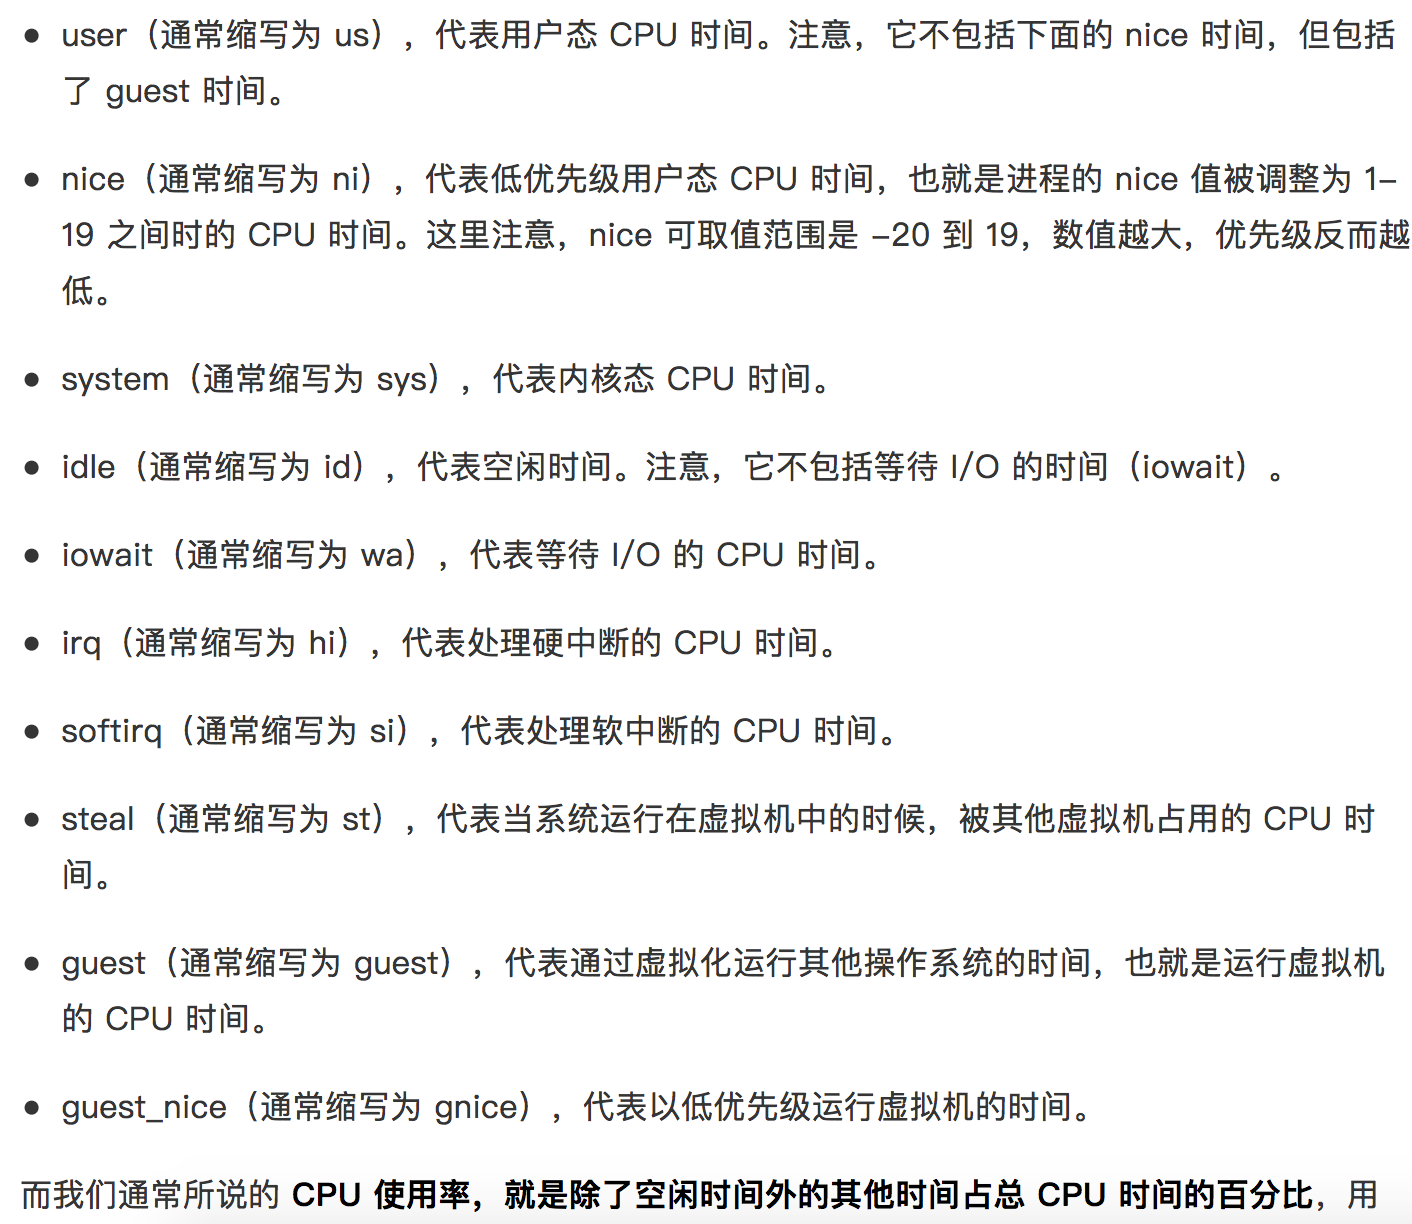 ● user（通常缩写为 us），代表用户态 CPU 时间。注意，它不包括下面的 nice 时间，但包括
了 guest 时间。
● nice（通常缩写为 ni），代表低优先级用户态 CPU 时间，也就是进程的 nice 值被调整为 1-
19 之间时的 CPU 时间。这里注意，nice 可取值范围是 -20 到 19，数值越大，优先级反而越
低。
● system（通常缩写为 sys），代表内核态 CPU 时间。
● idle（通常缩写为 id），代表空闲时间。注意，它不包括等待 I/O 的时间（iowait）。
● iowait（通常缩写为 wa），代表等待 I/O 的 CPU 时间。
● irq（通常缩写为 hi），代表处理硬中断的 CPU 时间。
● softirq（通常缩写为 si），代表处理软中断的 CPU 时间。
● steal（通常缩写为 st），代表当系统运行在虚拟机中的时候，被其他虚拟机占用的 CPU 时
间。
● guest（通常缩写为 guest），代表通过虚拟化运行其他操作系统的时间，也就是运行虚拟机
的 CPU 时间。
● guest_nice（通常缩写为 gnice），代表以低优先级运行虚拟机的时间。
而我们通常所说的 CPU 使用率，就是除了空闲时间外的其他时间占总 CPU 时间的百分比，用